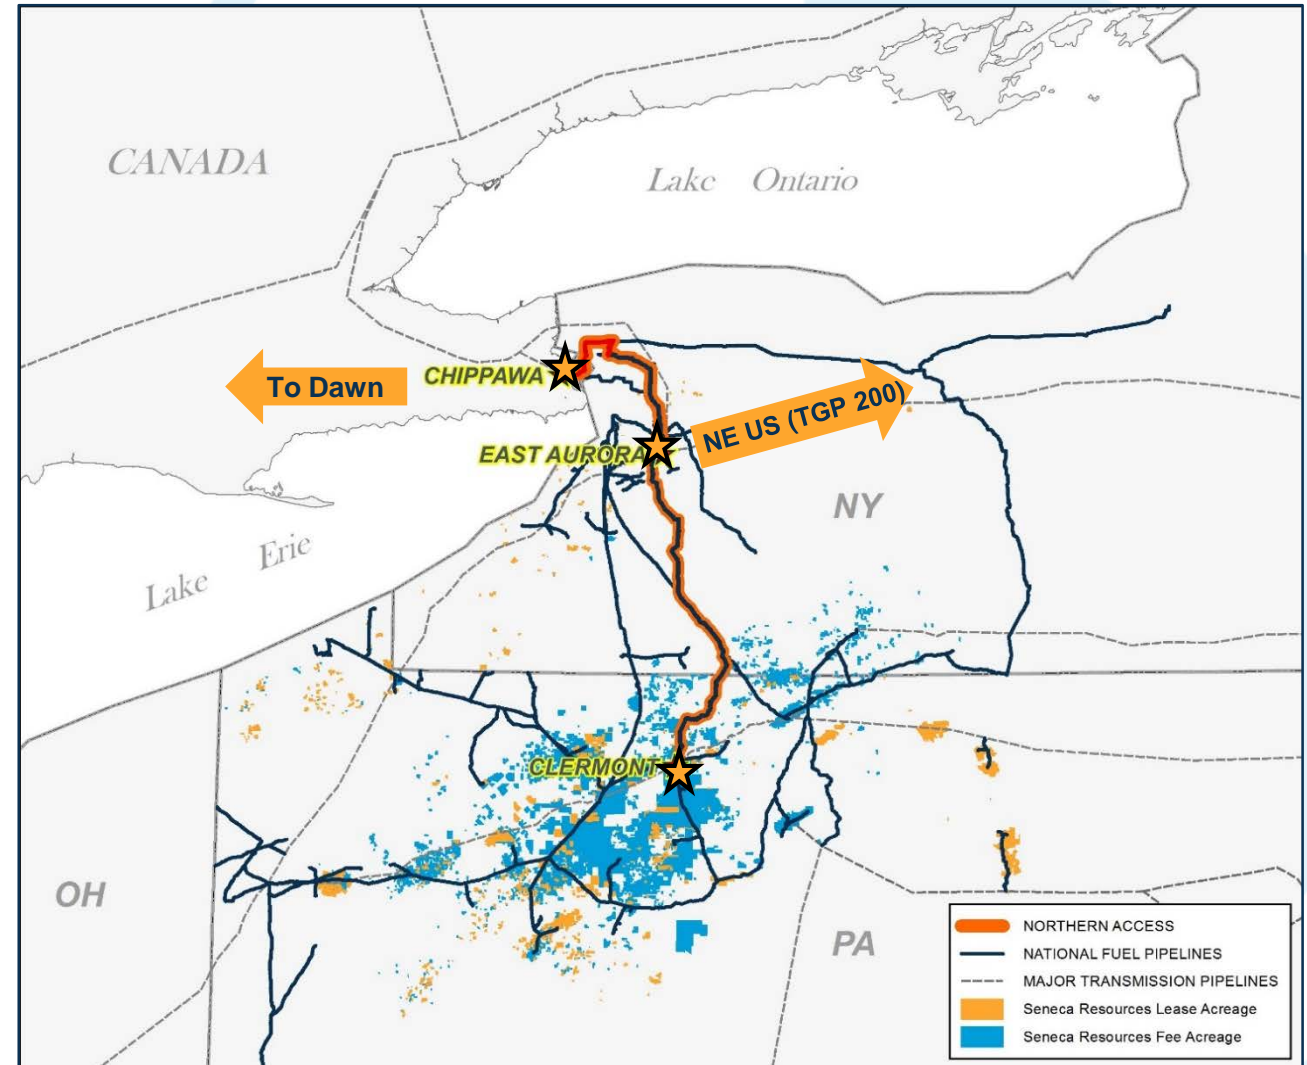 CANADA
Lake Ontario
CHIPPAWA
To Dawn
NE US (TGP 200)
EAST AURORA
NY
Lake Erie
CLERMONT
OH
PA
NORTHERN ACCESS
NATIONAL FUEL PIPELINES
MAJOR TRANSMISSION PIPELINES
Seneca Resources Lease Acreage
Seneca Resources Fee Acreage